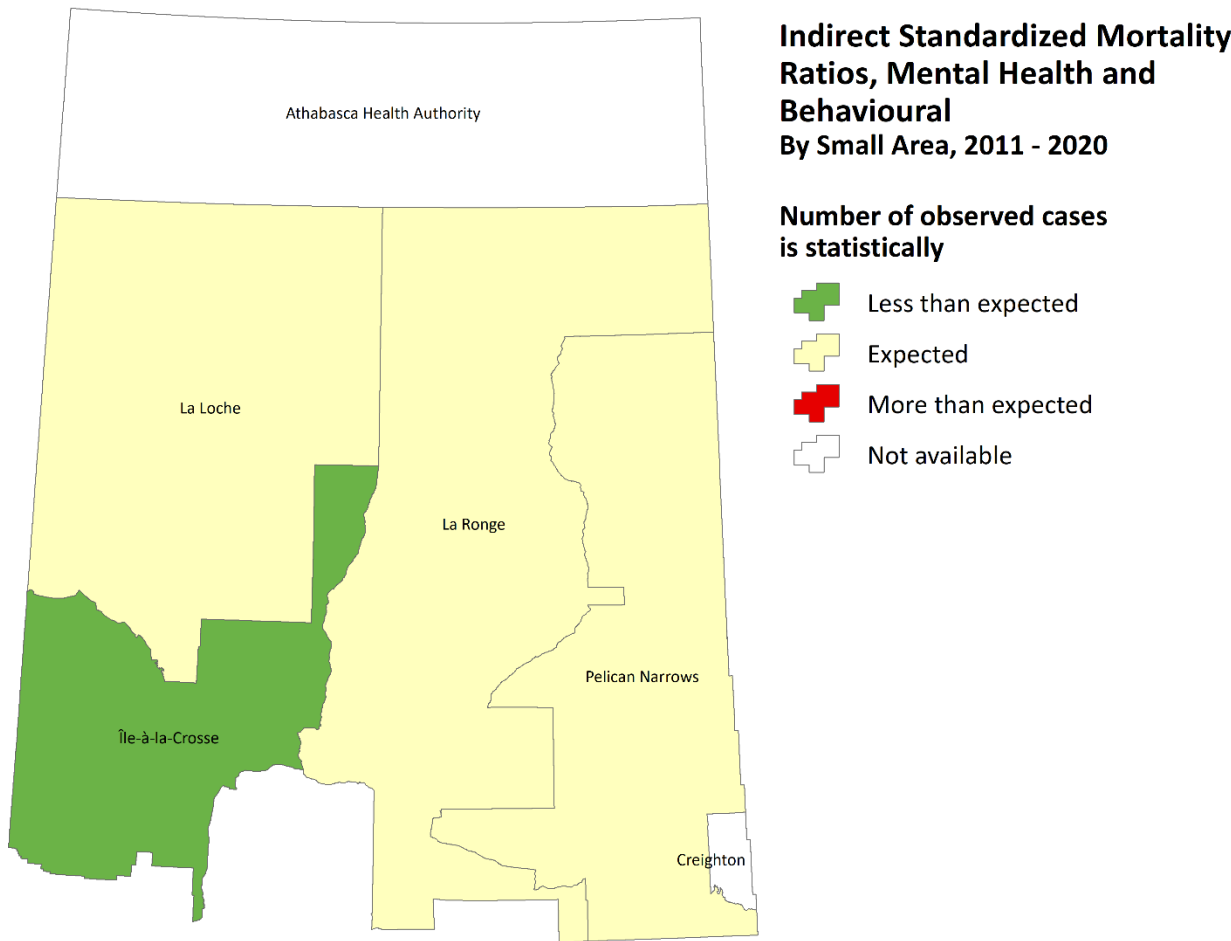 Indirect Standardized Mortality
Ratios, Mental Health and
Behavioural
By Small Area, 2011 - 2020
Number of observed cases
is statistically
Less than expected
Expected
More than expected
Not available
Athabasca Health Authority
La Loche
La Ronge
Pelican Narrows
Île-à-la-Crosse
Creighton